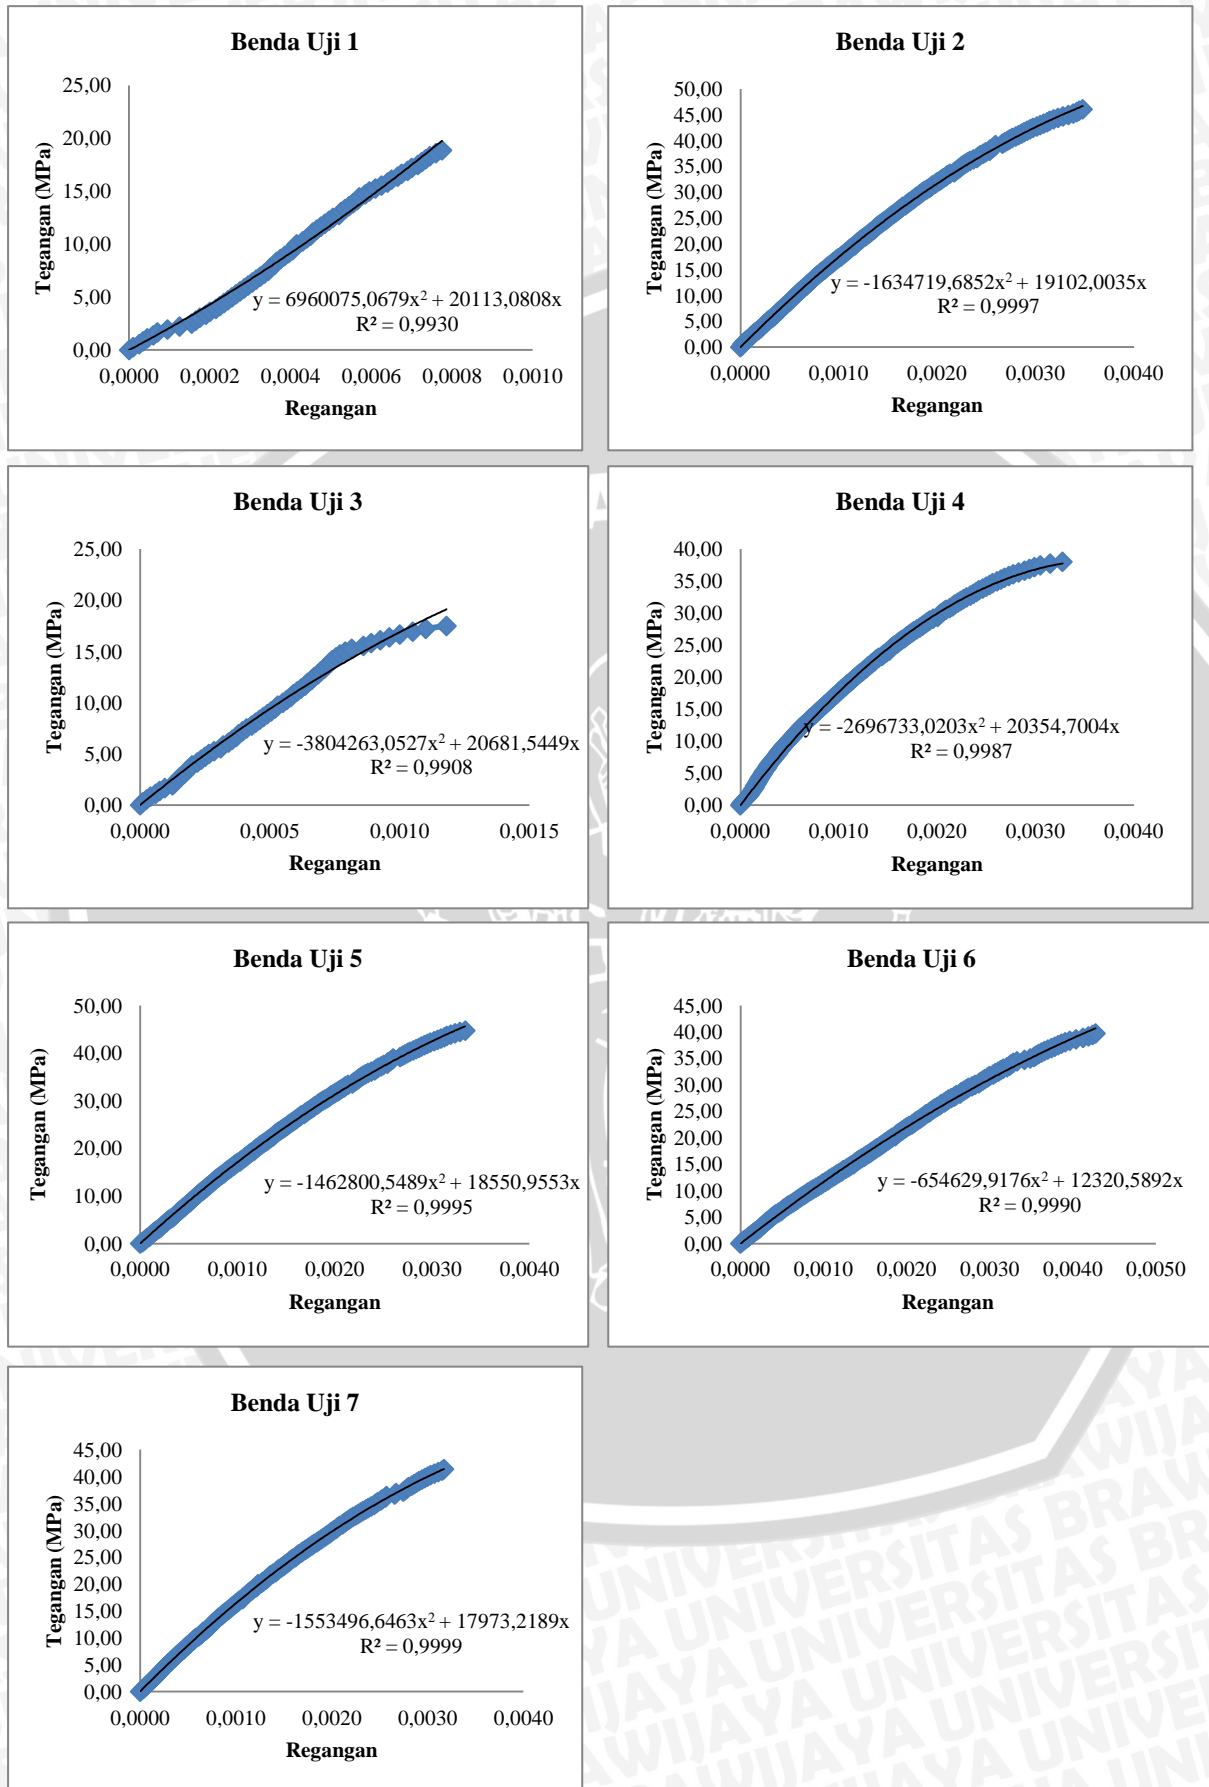 Benda Uji 1
25,00
20,00
15,00
10,00
5,00
0,00
Tegangan (MPa)
y = 6960075,0679x² + 20113,0808x
R² = 0,9930
0,0000 0,0002 0,0004 0,0006 0,0008 0,0010
Regangan
Benda Uji 2
50,00
45,00
40,00
35,00
30,00
25,00
20,00
15,00
10,00
5,00
0,00
Tegangan (MPa)
y = -1634719,6852x² + 19102,0035x
R² = 0,9997
0,0000 0,0010 0,0020 0,0030 0,0040
Regangan
Benda Uji 3
25,00
20,00
15,00
10,00
5,00
0,00
Tegangan (MPa)
y = -3804263,0527x² + 20681,5449x
R² = 0,9908
0,0000 0,0005 0,0010 0,0015
Regangan
Benda Uji 4
40,00
35,00
30,00
25,00
20,00
15,00
10,00
5,00
0,00
Tegangan (MPa)
y = -2696733,0203x² + 20354,7004x
R² = 0,9987
0,0000 0,0010 0,0020 0,0030 0,0040
Regangan
Benda Uji 5
50,00
40,00
30,00
20,00
10,00
0,00
Tegangan (MPa)
y = -1462800,5489x² + 18550,9553x
R² = 0,9995
0,0000 0,0010 0,0020 0,0030 0,0040
Regangan
Benda Uji 6
45,00
40,00
35,00
30,00
25,00
20,00
15,00
10,00
5,00
0,00
Tegangan (MPa)
y = -654629,9176x² + 12320,5892x
R² = 0,9990
0,0000 0,0010 0,0020 0,0030 0,0040 0,0050
Regangan
Benda Uji 7
45,00
40,00
35,00
30,00
25,00
20,00
15,00
10,00
5,00
0,00
Tegangan (MPa)
y = -1553496,6463x² + 17973,2189x
R² = 0,9999
0,0000 0,0010 0,0020 0,0030 0,0040
Regangan